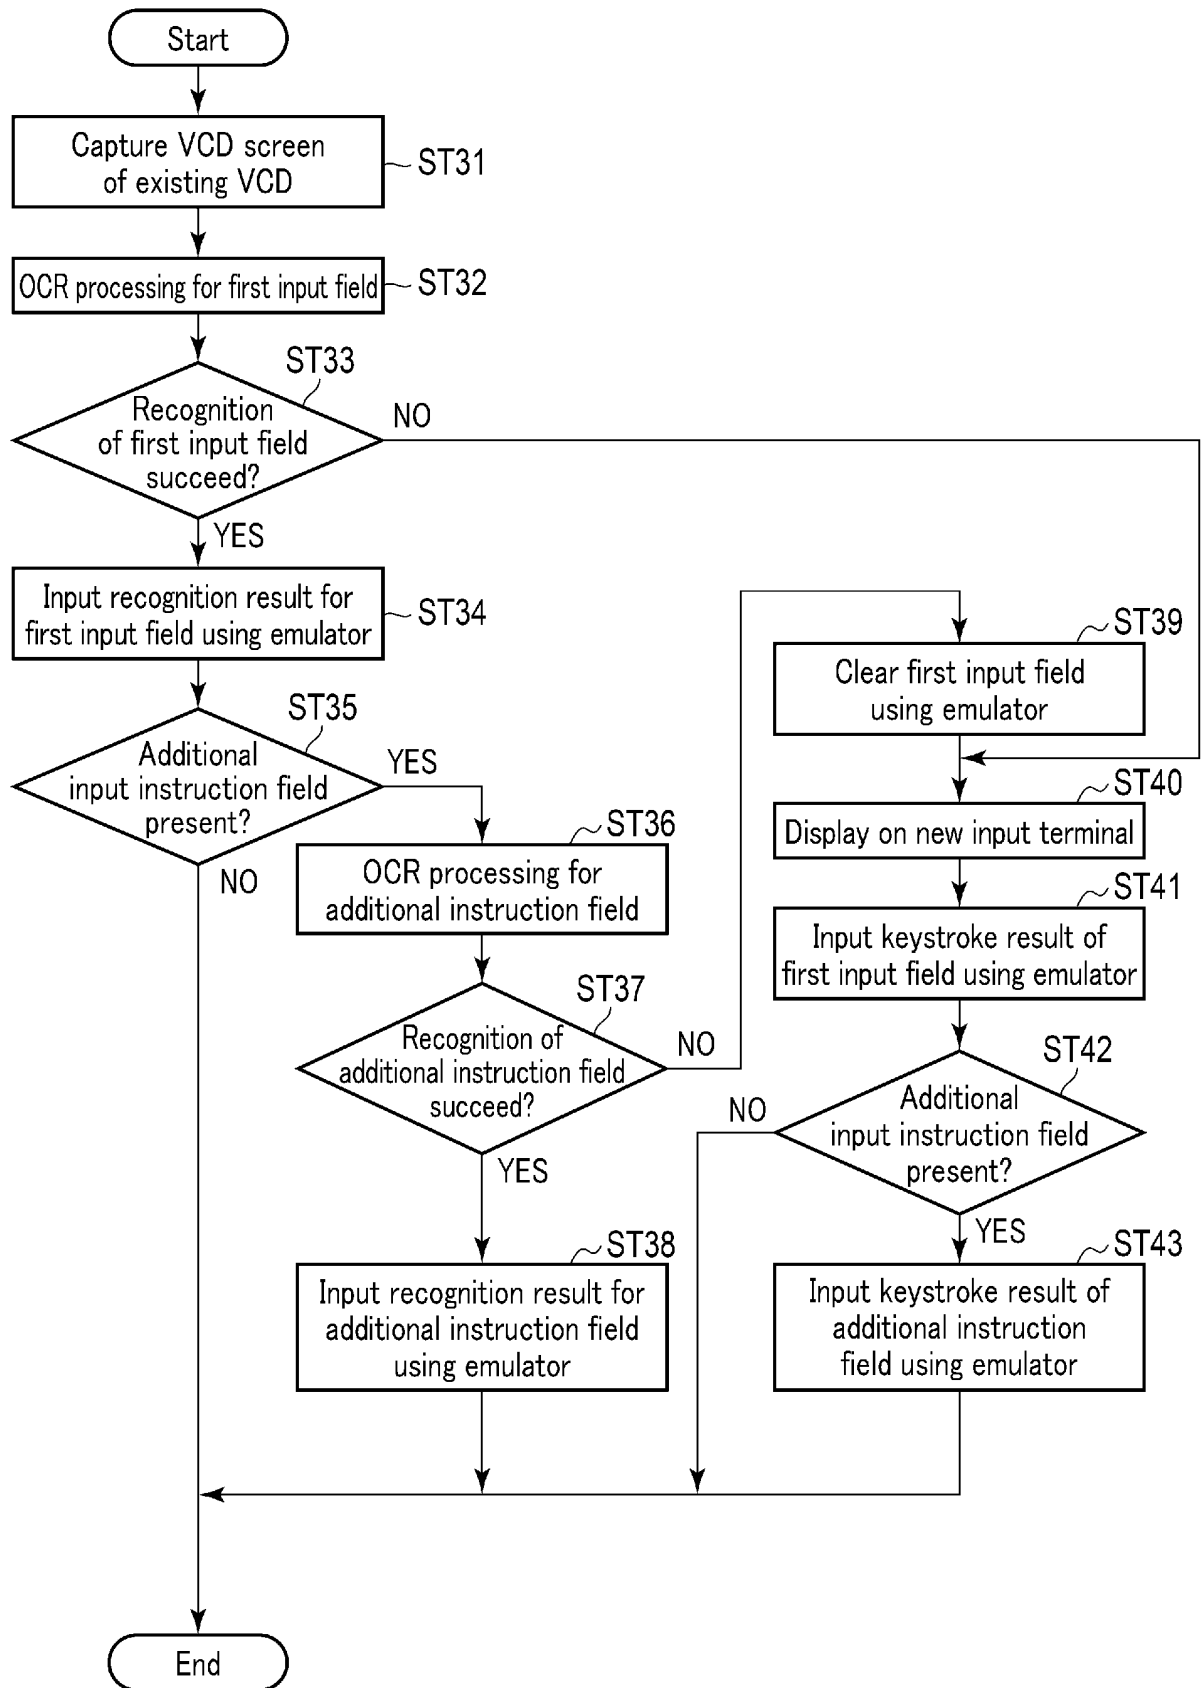 Start
Capture VCD screen
of existing VCD
ST31
OCR processing for first input field
ST32
ST33
Recognition
of first input field
succeed?
NO
YES
Input recognition result for
first input field using emulator
ST34
ST35
Additional
input instruction field
present?
YES
NO
ST36
OCR processing for
additional instruction field
ST37
Recognition of
additional instruction field
succeed?
NO
YES
ST38
Input recognition result for
additional instruction field
using emulator
ST39
Clear first input field
using emulator
ST40
Display on new input terminal
ST41
Input keystroke result of
first input field using emulator
ST42
Additional
input instruction field
present?
NO
YES
ST43
Input keystroke result of
additional instruction
field using emulator
End